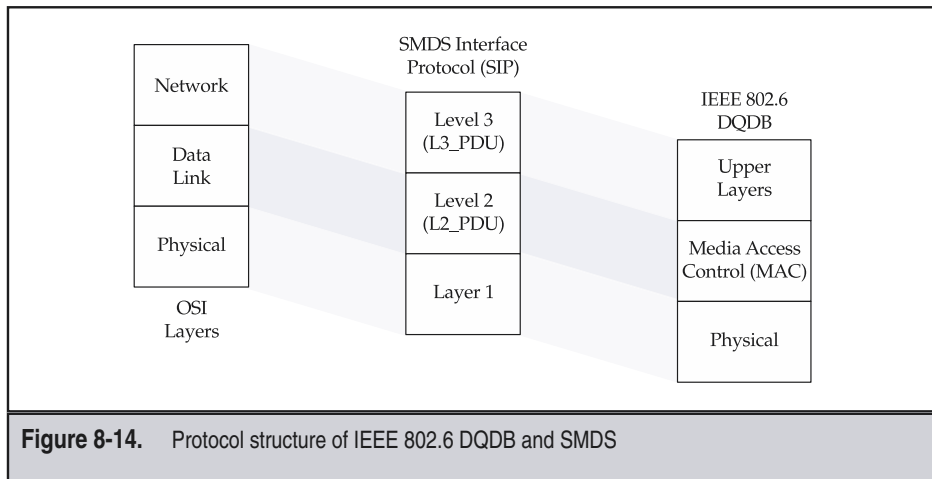 Network
Data
Link
Physical
OSI
Layers
SMDS Interface
Protocol (SIP)
Level 3
(L3_PDU)
Level 2
(L2_PDU)
Layer 1
IEEE 802.6
DQDB
Upper
Layers
Media Access
Control (MAC)
Physical
Figure 8-14. Protocol structure of IEEE 802.6 DQDB and SMDS